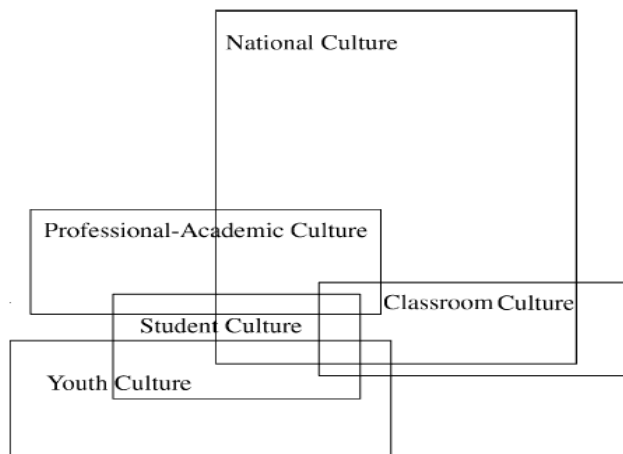 National Culture
Professional-Academic Culture
Classroom Culture
Student Culture
Youth Culture